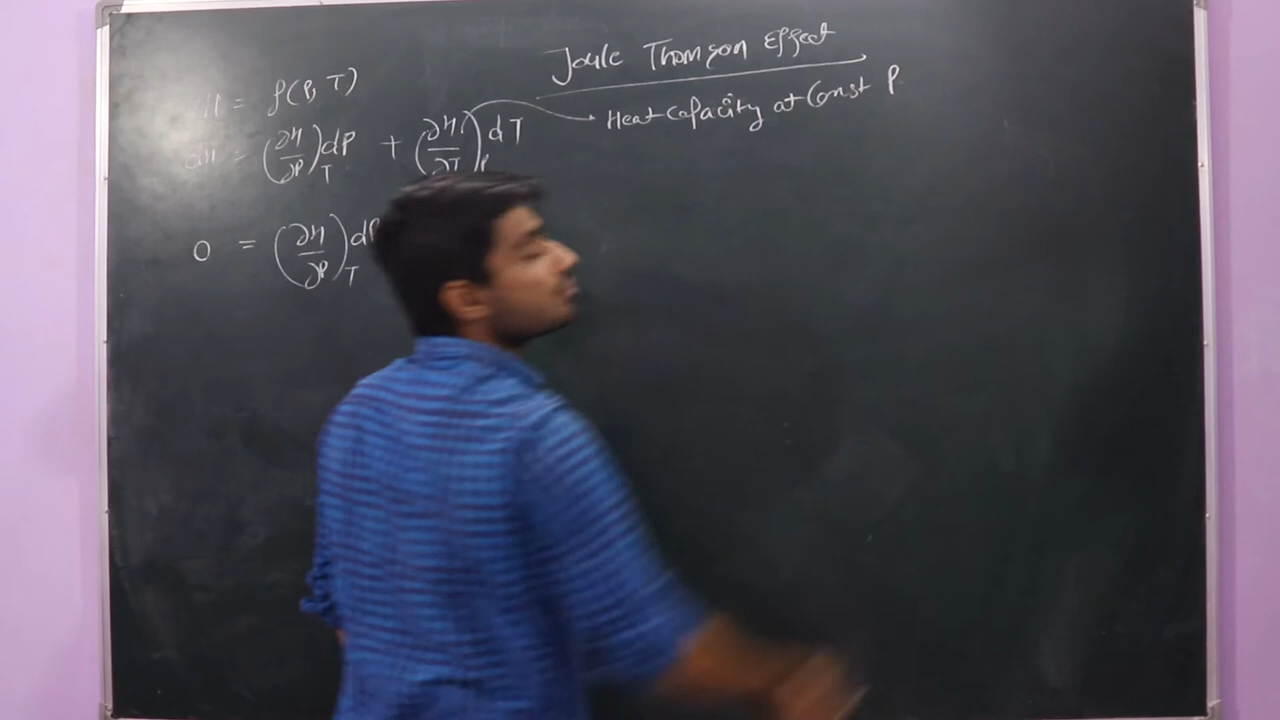 Joule Thomson Effect
H = f(P, T)
dH = (∂H/∂P)_T dP + (∂H/∂T)_P dT → Heat Capacity at Const P
0 = (∂H/∂P)_T dP